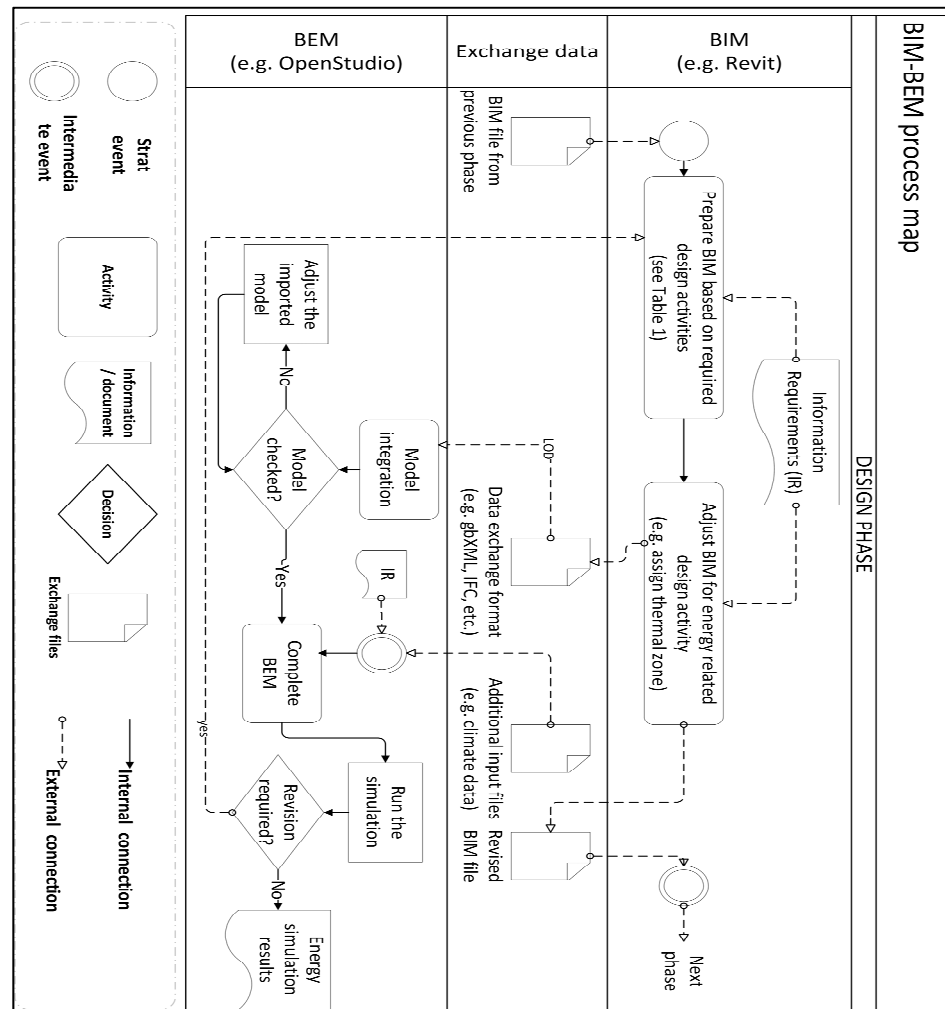 BIM-BEM process map
DESIGN PHASE
BIM
(e.g. Revit)
Information
Requirements (IR)
Prepare BIM based on required
design activities
(see Table 1)
Adjust BIM for energy related
design activity
(e.g. assign thermal zone)
Next
phase
Exchange data
BIM file from
previous phase
LOD
Data exchange format
(e.g. gbXML, IFC, etc.)
Additional input files
(e.g. climate data)
Revised
BIM file
BEM
(e.g. OpenStudio)
Model
integration
IR
Adjust the
imported
model
Nc
Model
checked?
Yes
Complete
BEM
Run the
simulation
Revision
required?
yes
No
Energy
simulation
results
Strat
event
Intermedia
te event
Activity
Information
/ document
Decision
Exchange files
Internal connection
External connection